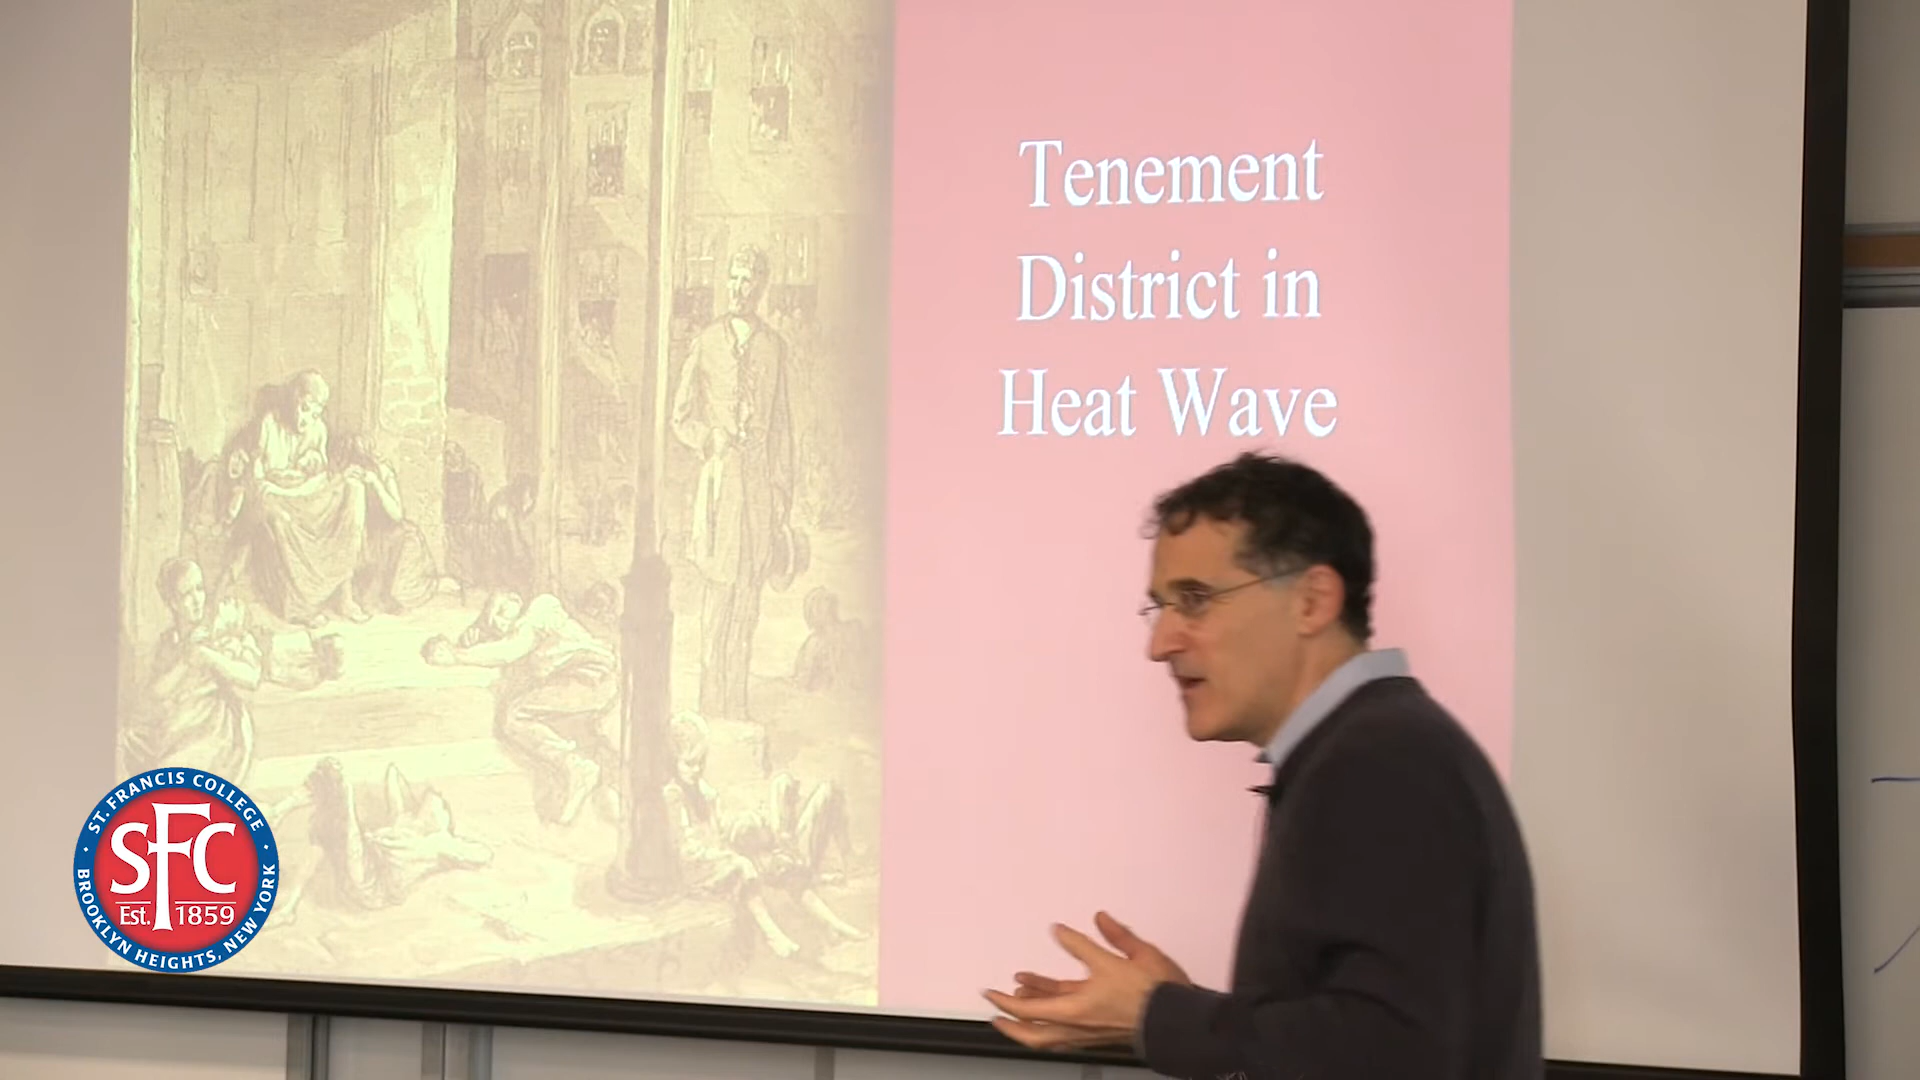 Tenement
District in
Heat Wave
ST. FRANCIS COLLEGE
SFC
Est. 1859
BROOKLYN HEIGHTS, NEW YORK